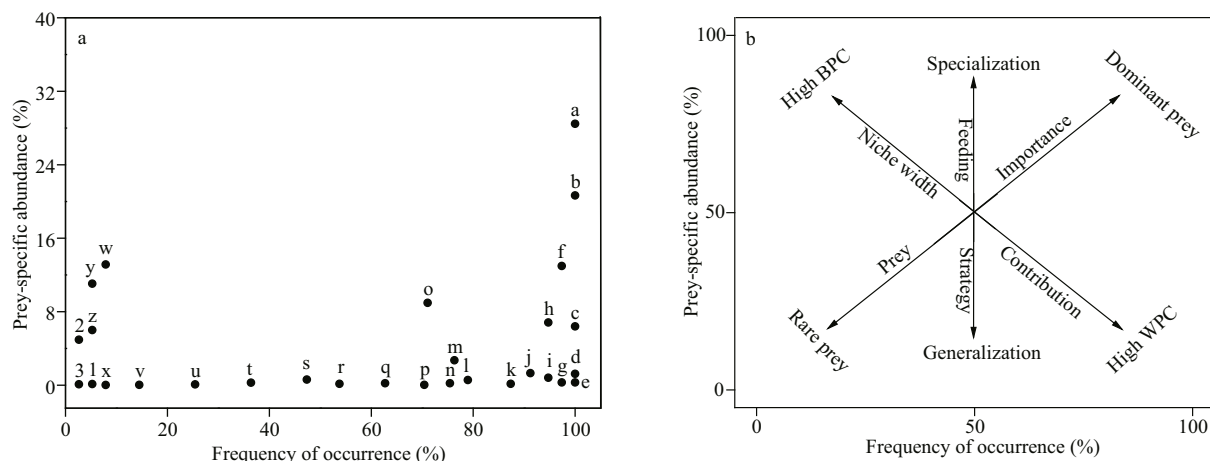 a
40
32
24
16
8
0
Prey-specific abundance (%)
a
b
w
f
y
o
h
c
2
z
m
3 1 x v u t s r q p n l k j i g d
e
0 20 40 60 80 100
Frequency of occurrence (%)
b
100
50
0
Prey-specific abundance (%)
High BPC
Specialization
Dominant prey
Niche width
Feeding
Importance
Prey
Strategy
Contribution
Rare prey
Generalization
High WPC
0 50 100
Frequency of occurrence (%)